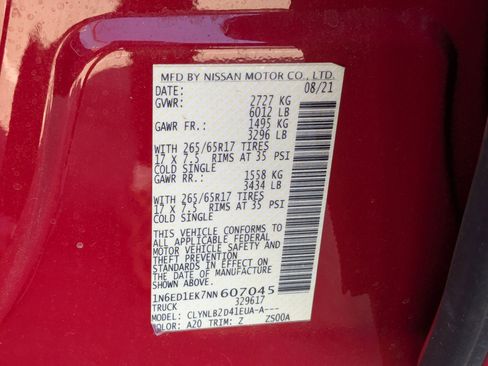 MFD BY NISSAN MOTOR CO., LTD.
DATE: 08/21
GVWR: 2727 KG
6012 LB
GAWR FR.: 1495 KG
3296 LB
WITH 265/65R17 TIRES
17 X 7.5 RIMS AT 35 PSI
COLD SINGLE
GAWR RR.: 1558 KG
3434 LB
WITH 265/65R17 TIRES
17 X 7.5 RIMS AT 35 PSI
COLD SINGLE
THIS VEHICLE CONFORMS TO
ALL APPLICABLE FEDERAL
MOTOR VEHICLE SAFETY AND
THEFT PREVENTION
STANDARDS IN EFFECT ON
THE DATE OF MANUFACTURE
SHOWN ABOVE.
1N6ED1EK7NN607045
TRUCK 329617
MODEL: CLYNLBZD41EUA-A---
COLOR: A20 TRIM: Z ZS00A